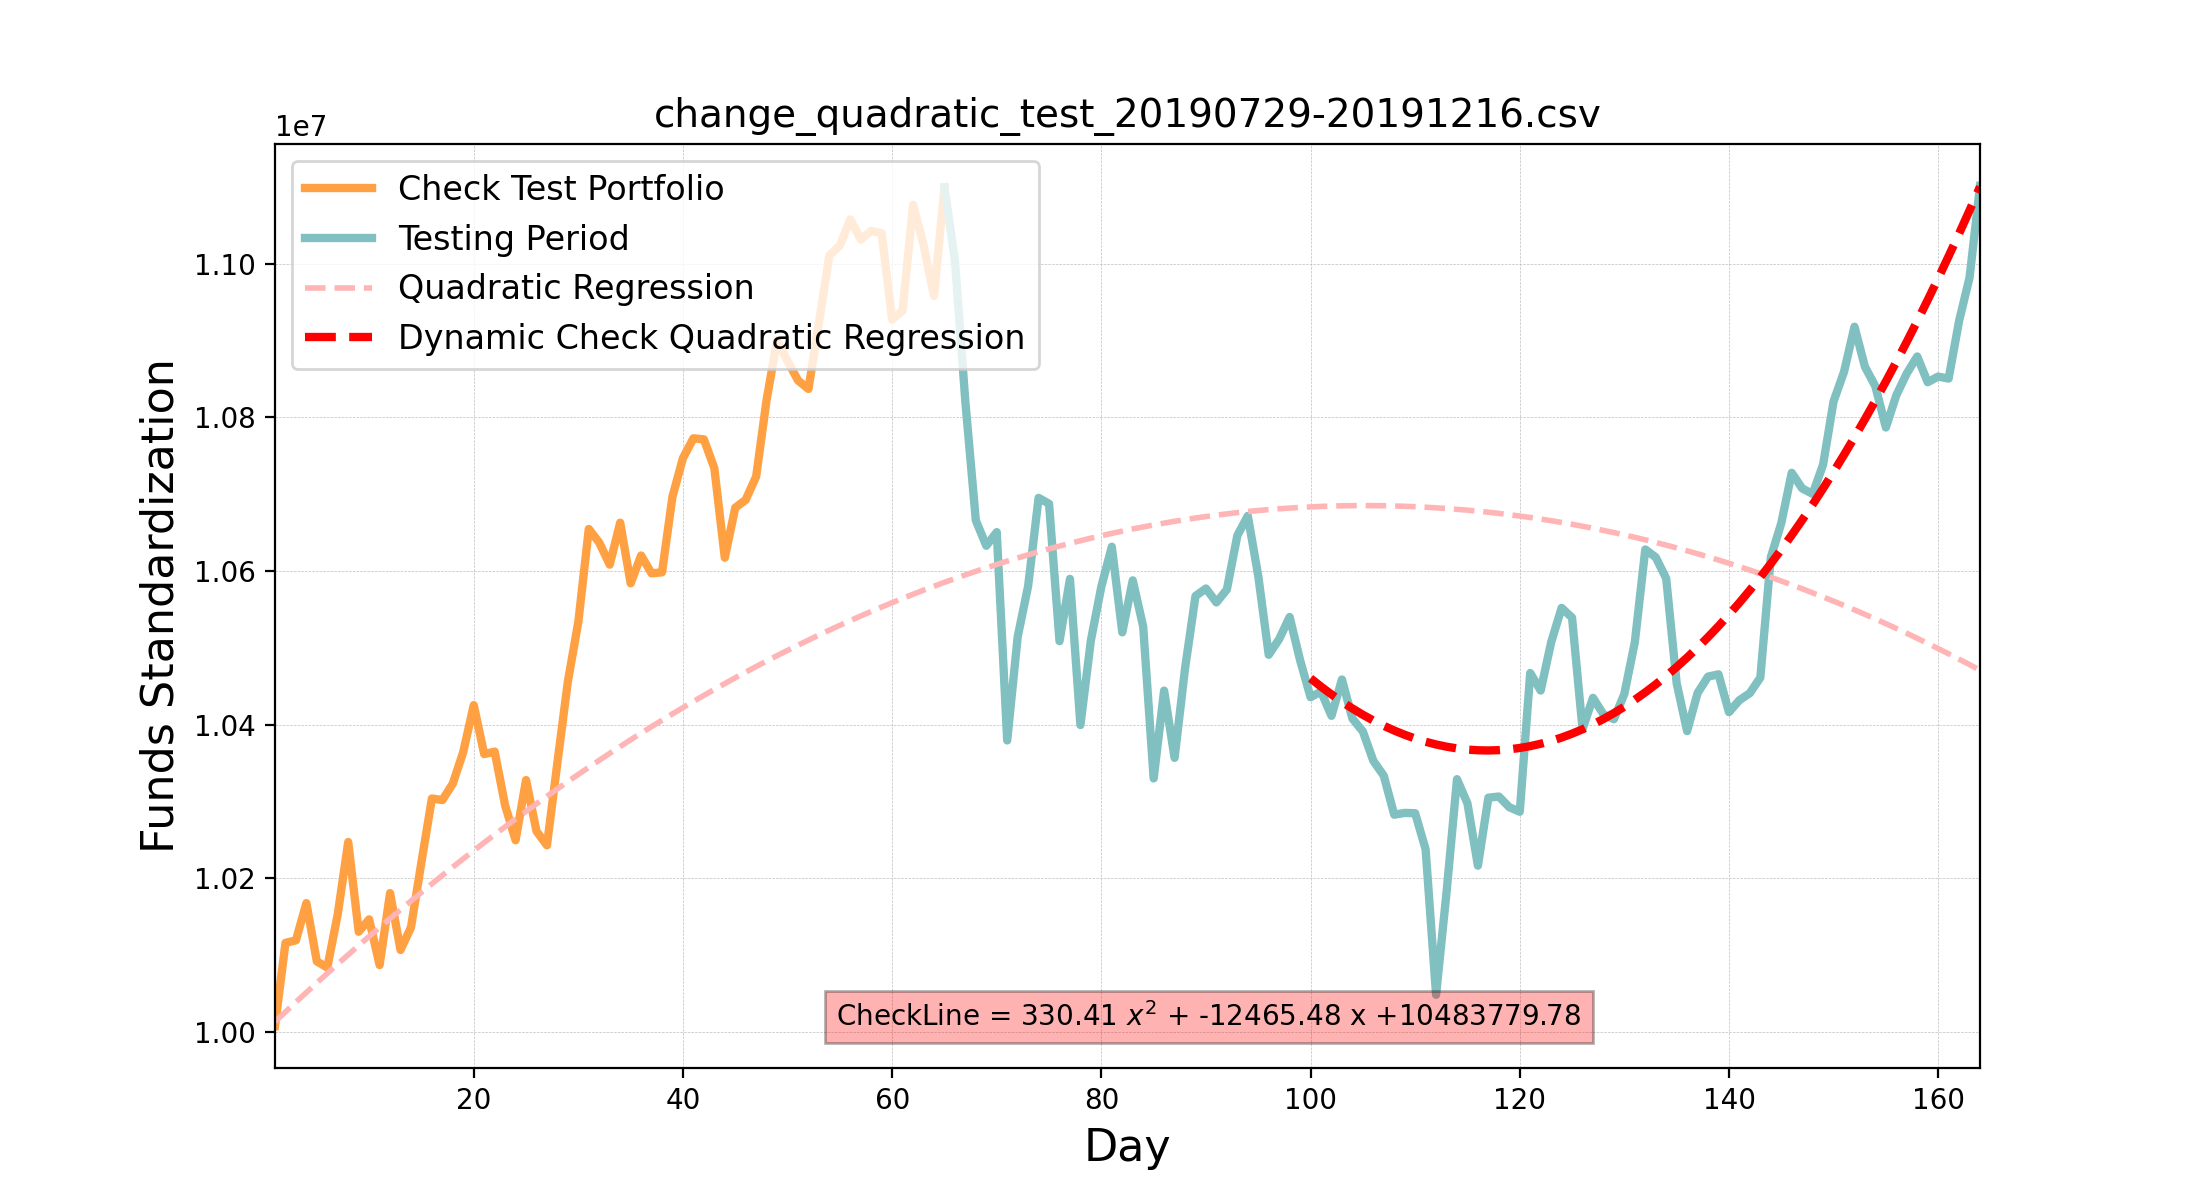 change_quadratic_test_20190729-20191216.csv
1e7
Check Test Portfolio
Testing Period
Quadratic Regression
Dynamic Check Quadratic Regression
1.10
1.08
1.06
1.04
1.02
1.00
Funds Standardization
CheckLine = 330.41 x² + -12465.48 x +10483779.78
20 40 60 80 100 120 140 160
Day